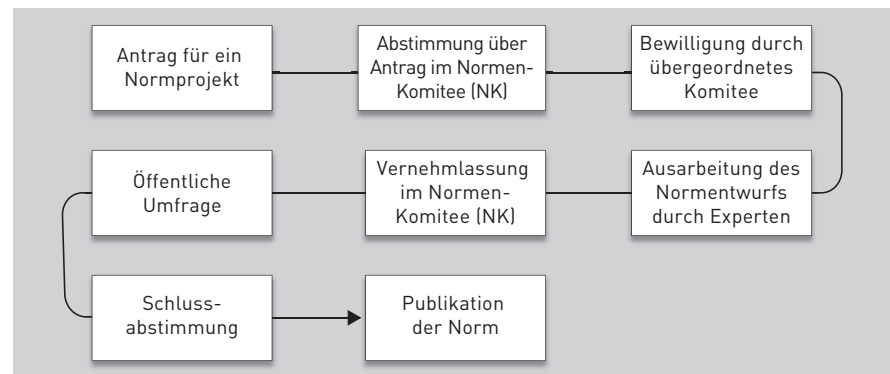 Antrag für ein
Normprojekt
Abstimmung über
Antrag im Normen-
Komitee (NK)
Bewilligung durch
übergeordnetes
Komitee
Ausarbeitung des
Normentwurfs
durch Experten
Vernehmlassung
im Normen-
Komitee (NK)
Öffentliche
Umfrage
Schluss-
abstimmung
Publikation
der Norm